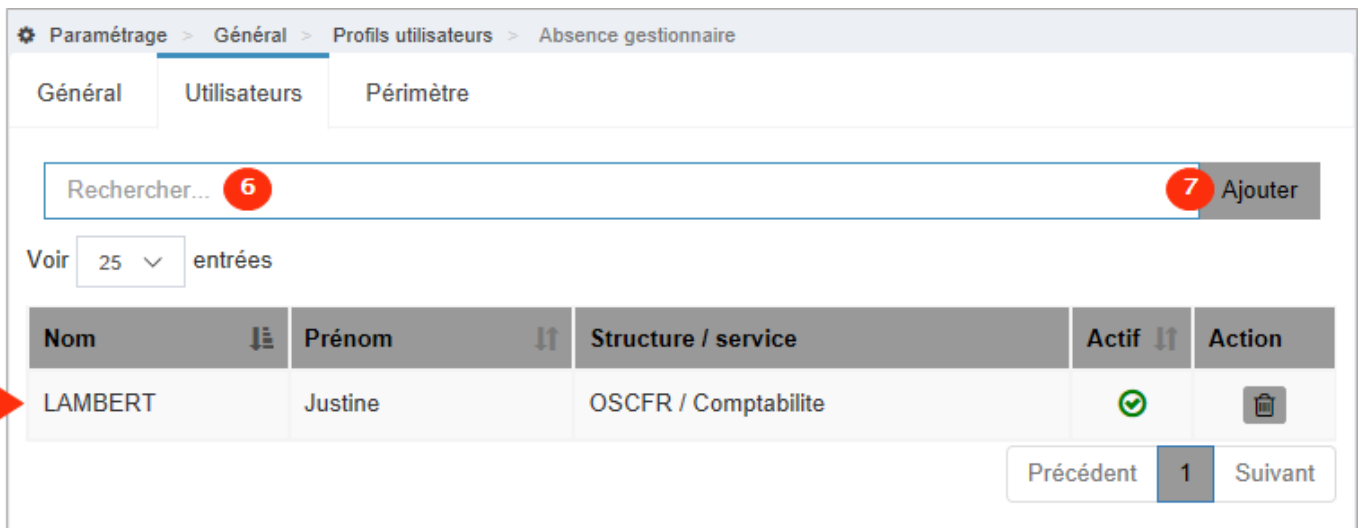 Paramétrage > Général > Profils utilisateurs > Absence gestionnaire
Général Utilisateurs Périmètre
Rechercher... 6 7 Ajouter
Voir 25 entrées
Nom Prénom Structure / service Actif Action
LAMBERT Justine OSCFR / Comptabilite
Précédent 1 Suivant